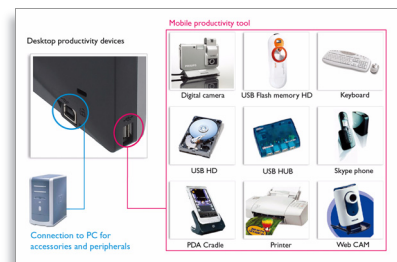 Mobile productivity tool
Desktop productivity devices
Digital camera
USB Flash memory HD
Keyboard
USB HD
USB HUB
Skype phone
Connection to PC for
accessories and peripherals
PDA Cradle
Printer
Web CAM